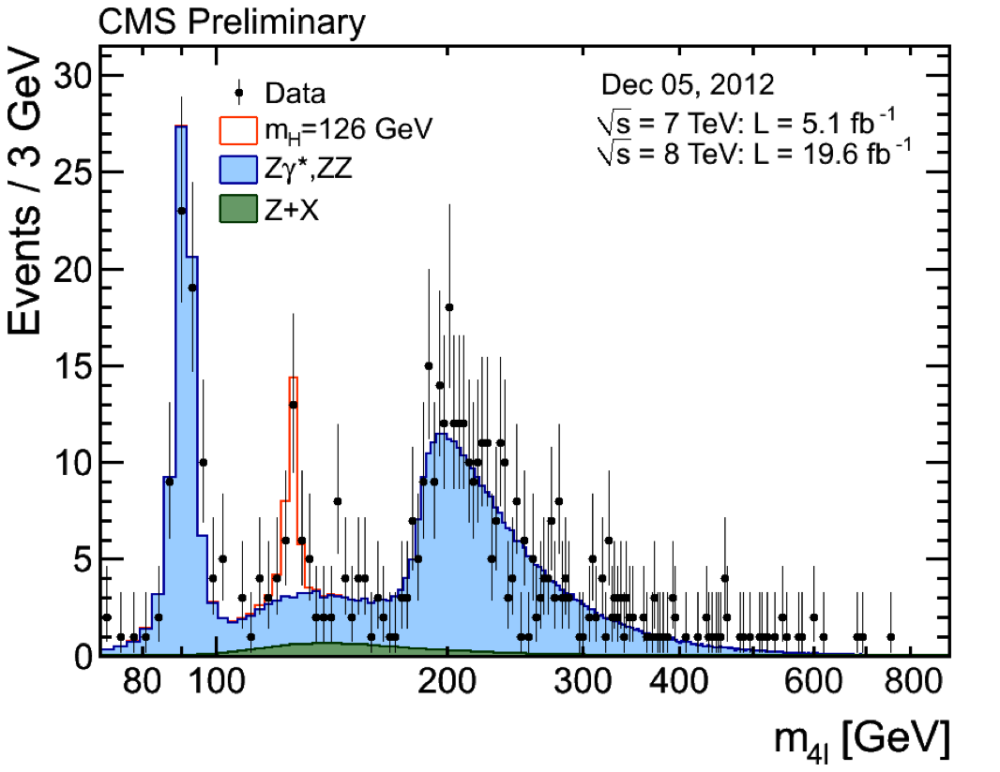 CMS Preliminary
Events / 3 GeV
30
25
20
15
10
5
0
Data
m_H=126 GeV
Zγ*,ZZ
Z+X
Dec 05, 2012
√s = 7 TeV: L = 5.1 fb⁻¹
√s = 8 TeV: L = 19.6 fb⁻¹
80 100 200 300 400 600 800
m_4l [GeV]